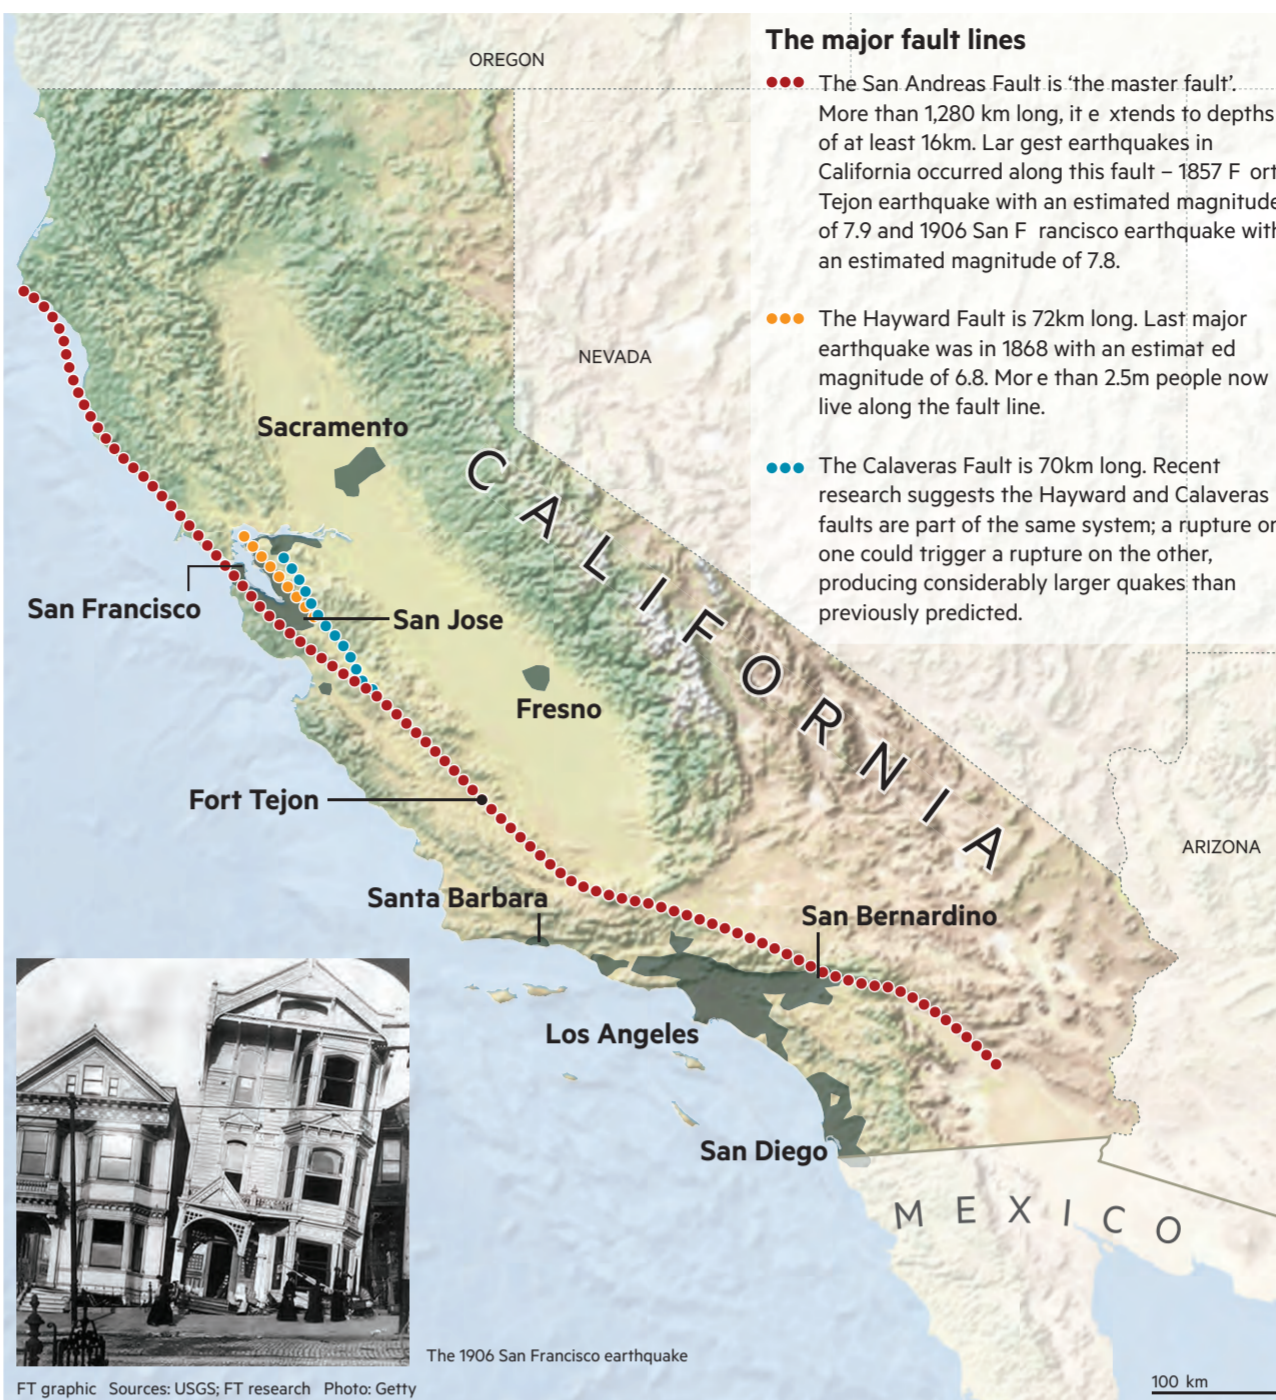 The major fault lines
The San Andreas Fault is ‘the master fault’.
More than 1,280 km long, it e xtends to depths
of at least 16km. Lar gest earthquakes in
California occurred along this fault – 1857 F ort
Tejon earthquake with an estimated magnitude
of 7.9 and 1906 San F rancisco earthquake with
an estimated magnitude of 7.8.
The Hayward Fault is 72km long. Last major
earthquake was in 1868 with an estimat ed
magnitude of 6.8. Mor e than 2.5m people now
live along the fault line.
The Calaveras Fault is 70km long. Recent
research suggests the Hayward and Calaveras
faults are part of the same system; a rupture on
one could trigger a rupture on the other,
producing considerably larger quakes than
previously predicted.
OREGON
NEVADA
Sacramento
CALIFORNIA
San Francisco
San Jose
Fresno
Fort Tejon
ARIZONA
Santa Barbara
San Bernardino
Los Angeles
San Diego
MEXICO
The 1906 San Francisco earthquake
FT graphic Sources: USGS; FT research Photo: Getty
100 km